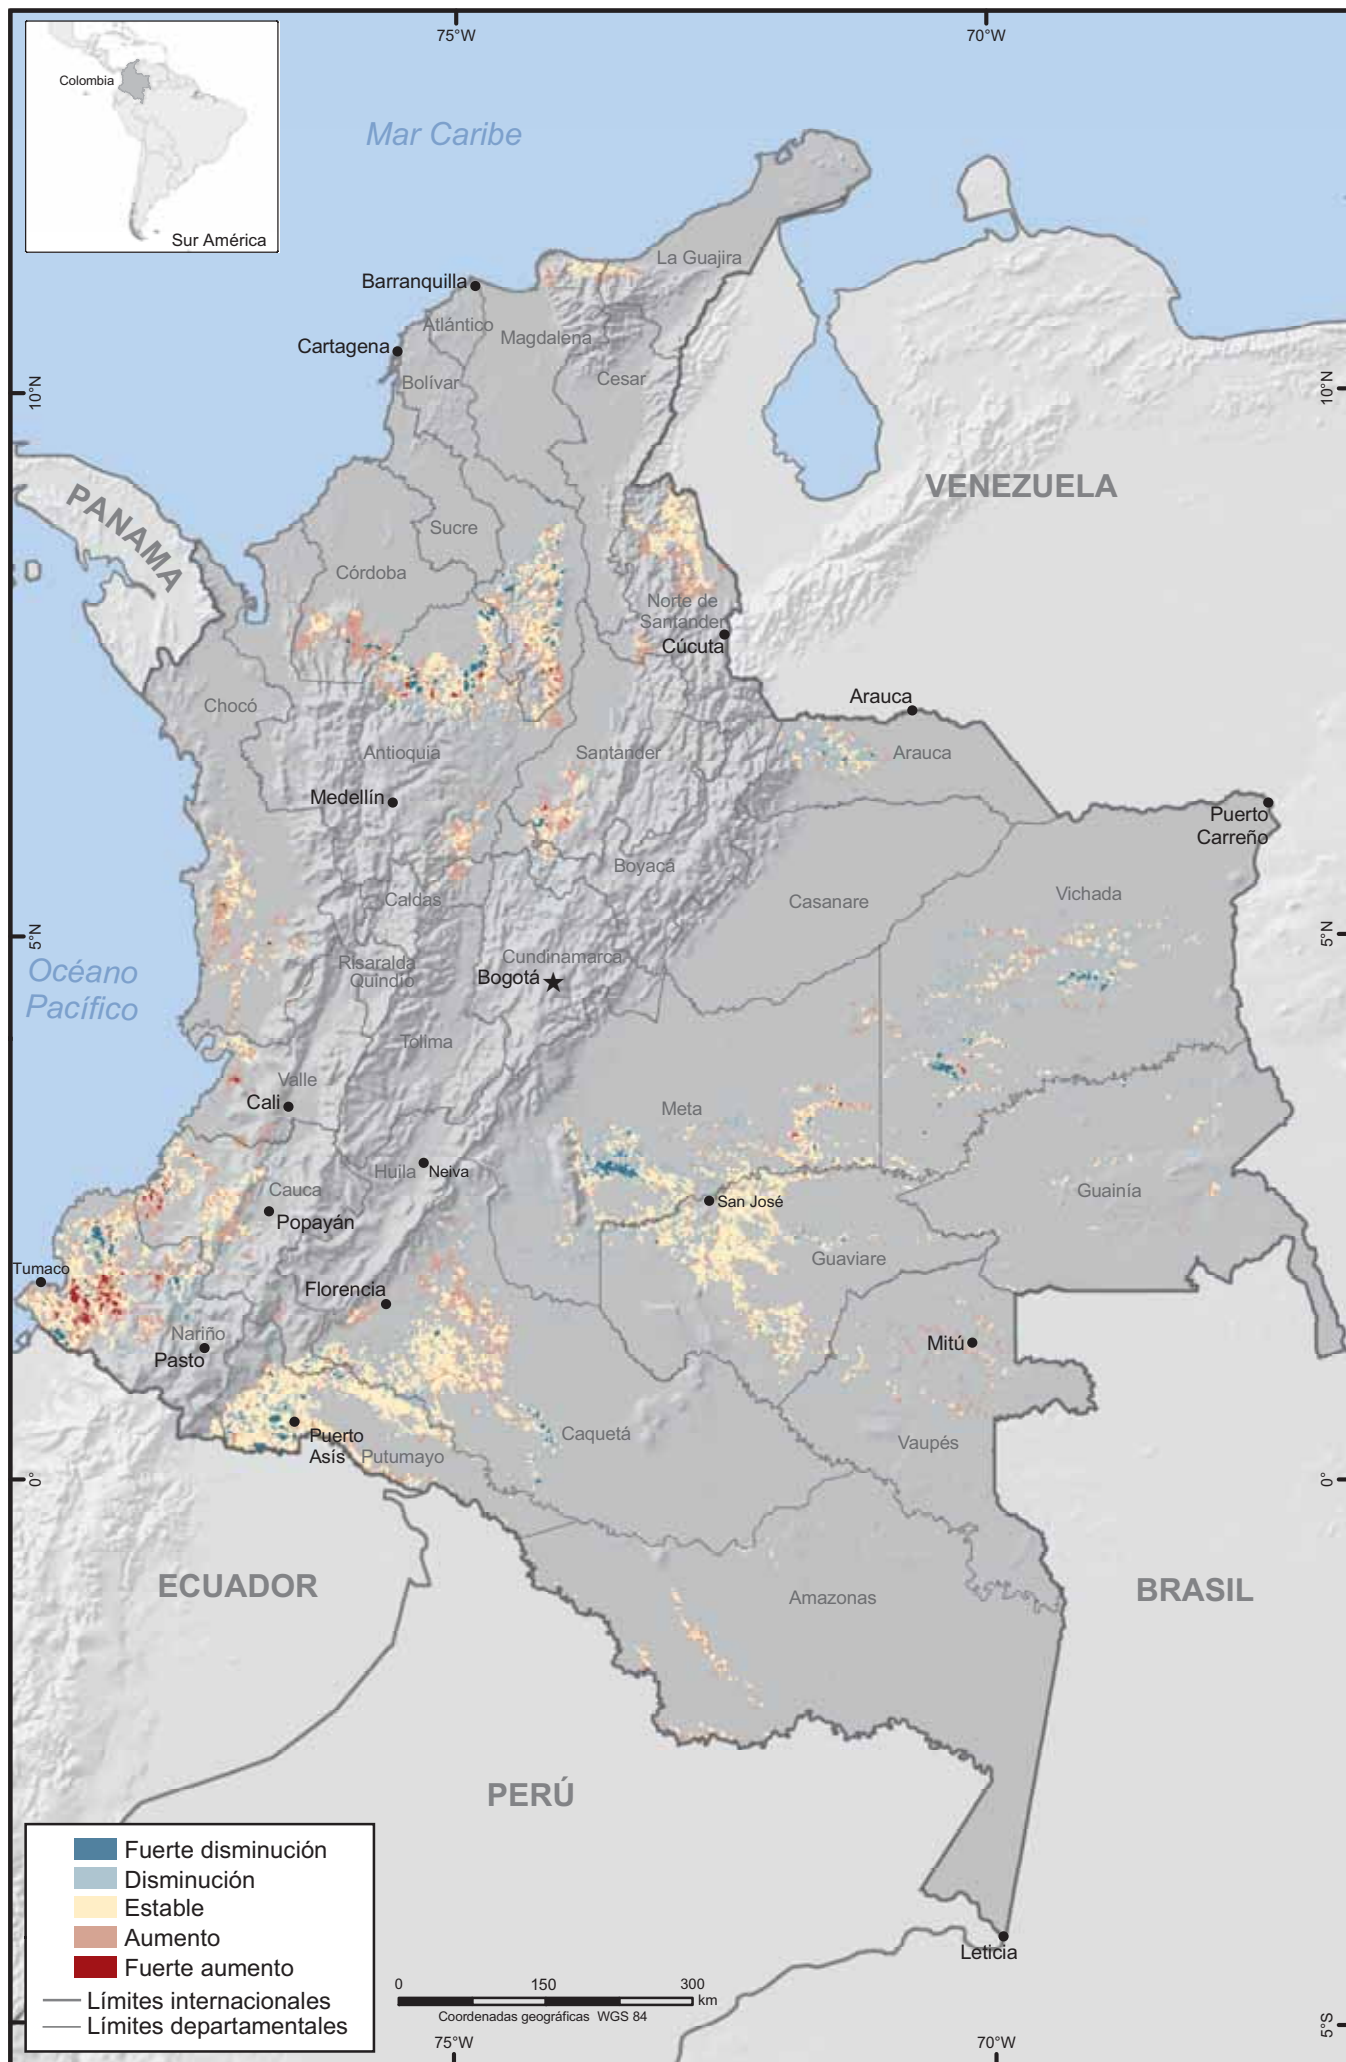 75°W
70°W
Colombia
Sur América
Mar Caribe
La Guajira
Barranquilla
Atlántico
Magdalena
Cartagena
Bolívar
Cesar
10°N
10°N
VENEZUELA
PANAMA
Sucre
Córdoba
Norte de
Santander
Cúcuta
Chocó
Arauca
Antioquia
Santander
Arauca
Medellín
Puerto
Carreño
Boyacá
Caldas
Casanare
Vichada
5°N
5°N
Océano
Pacífico
Risaralda
Quindío
Cundinamarca
Bogotá
Tolima
Valle
Cali
Meta
Huila
Neiva
Cauca
Popayán
San José
Guainía
Tumaco
Guaviare
Florencia
Nariño
Pasto
Mitú
Puerto
Asís
Putumayo
Caquetá
Vaupés
0°
0°
ECUADOR
Amazonas
BRASIL
PERÚ
Fuerte disminución
Disminución
Estable
Aumento
Fuerte aumento
Límites internacionales
Límites departamentales
Leticia
0
150
300
km
Coordenadas geográficas WGS 84
5°S
75°W
70°W